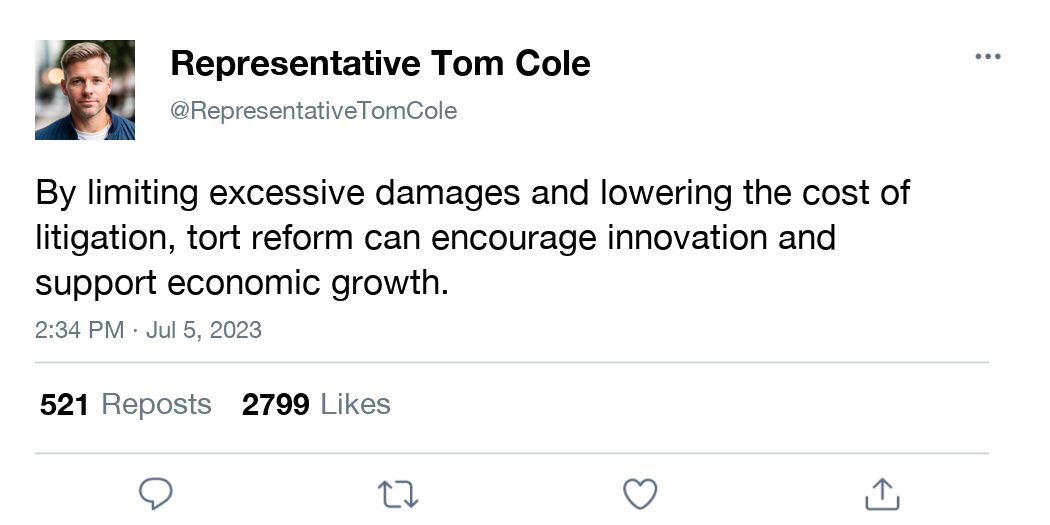 Representative Tom Cole
@RepresentativeTomCole
By limiting excessive damages and lowering the cost of
litigation, tort reform can encourage innovation and
support economic growth.
2:34 PM · Jul 5, 2023
521 Reposts 2799 Likes